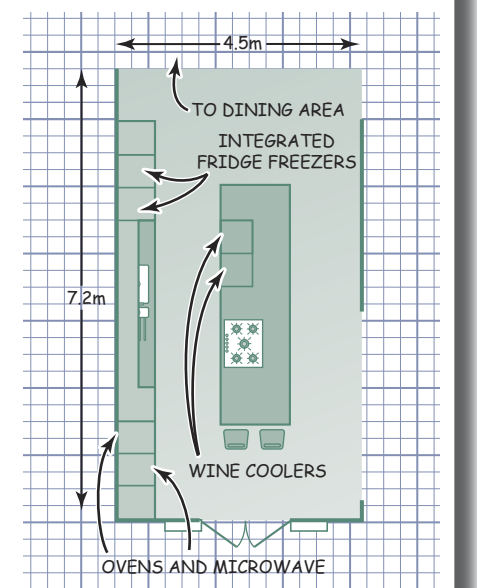 4.5m
TO DINING AREA
INTEGRATED
FRIDGE FREEZERS
7.2m
WINE COOLERS
OVENS AND MICROWAVE